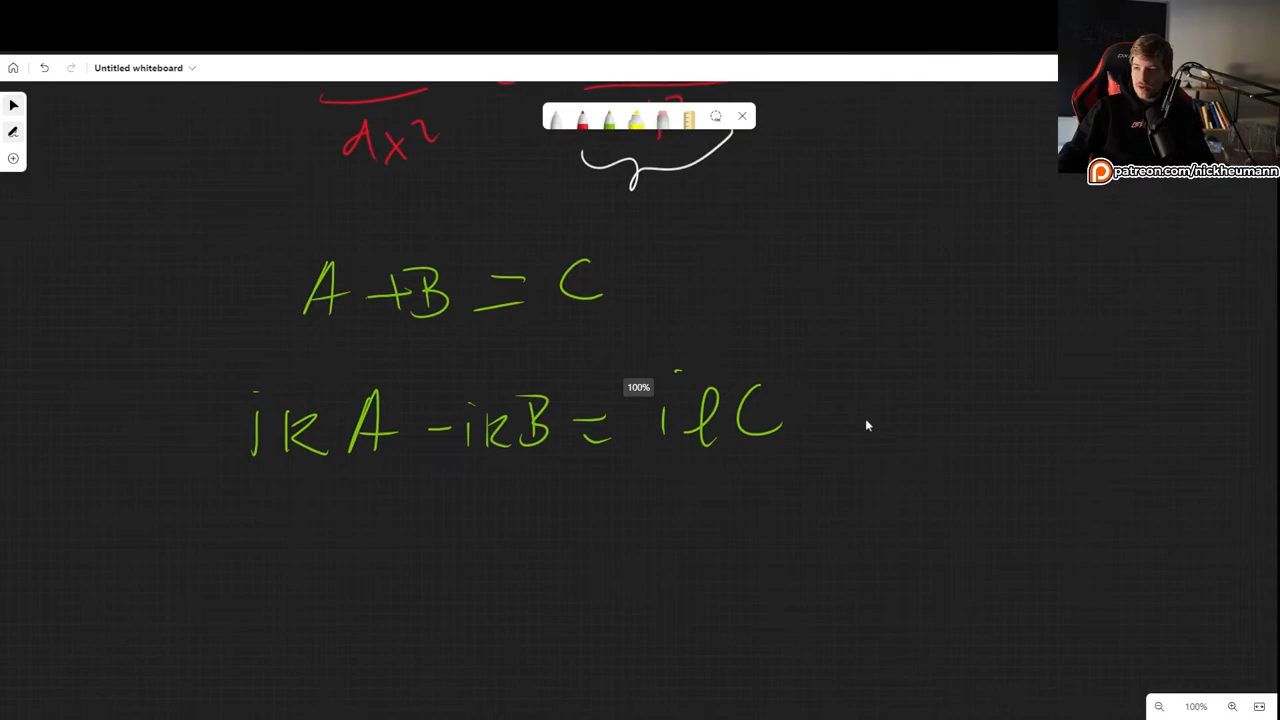 Untitled whiteboard
dx²
patreon.com/nickheumann
A + B = C
100%
ikA - ikB = ilC
100%